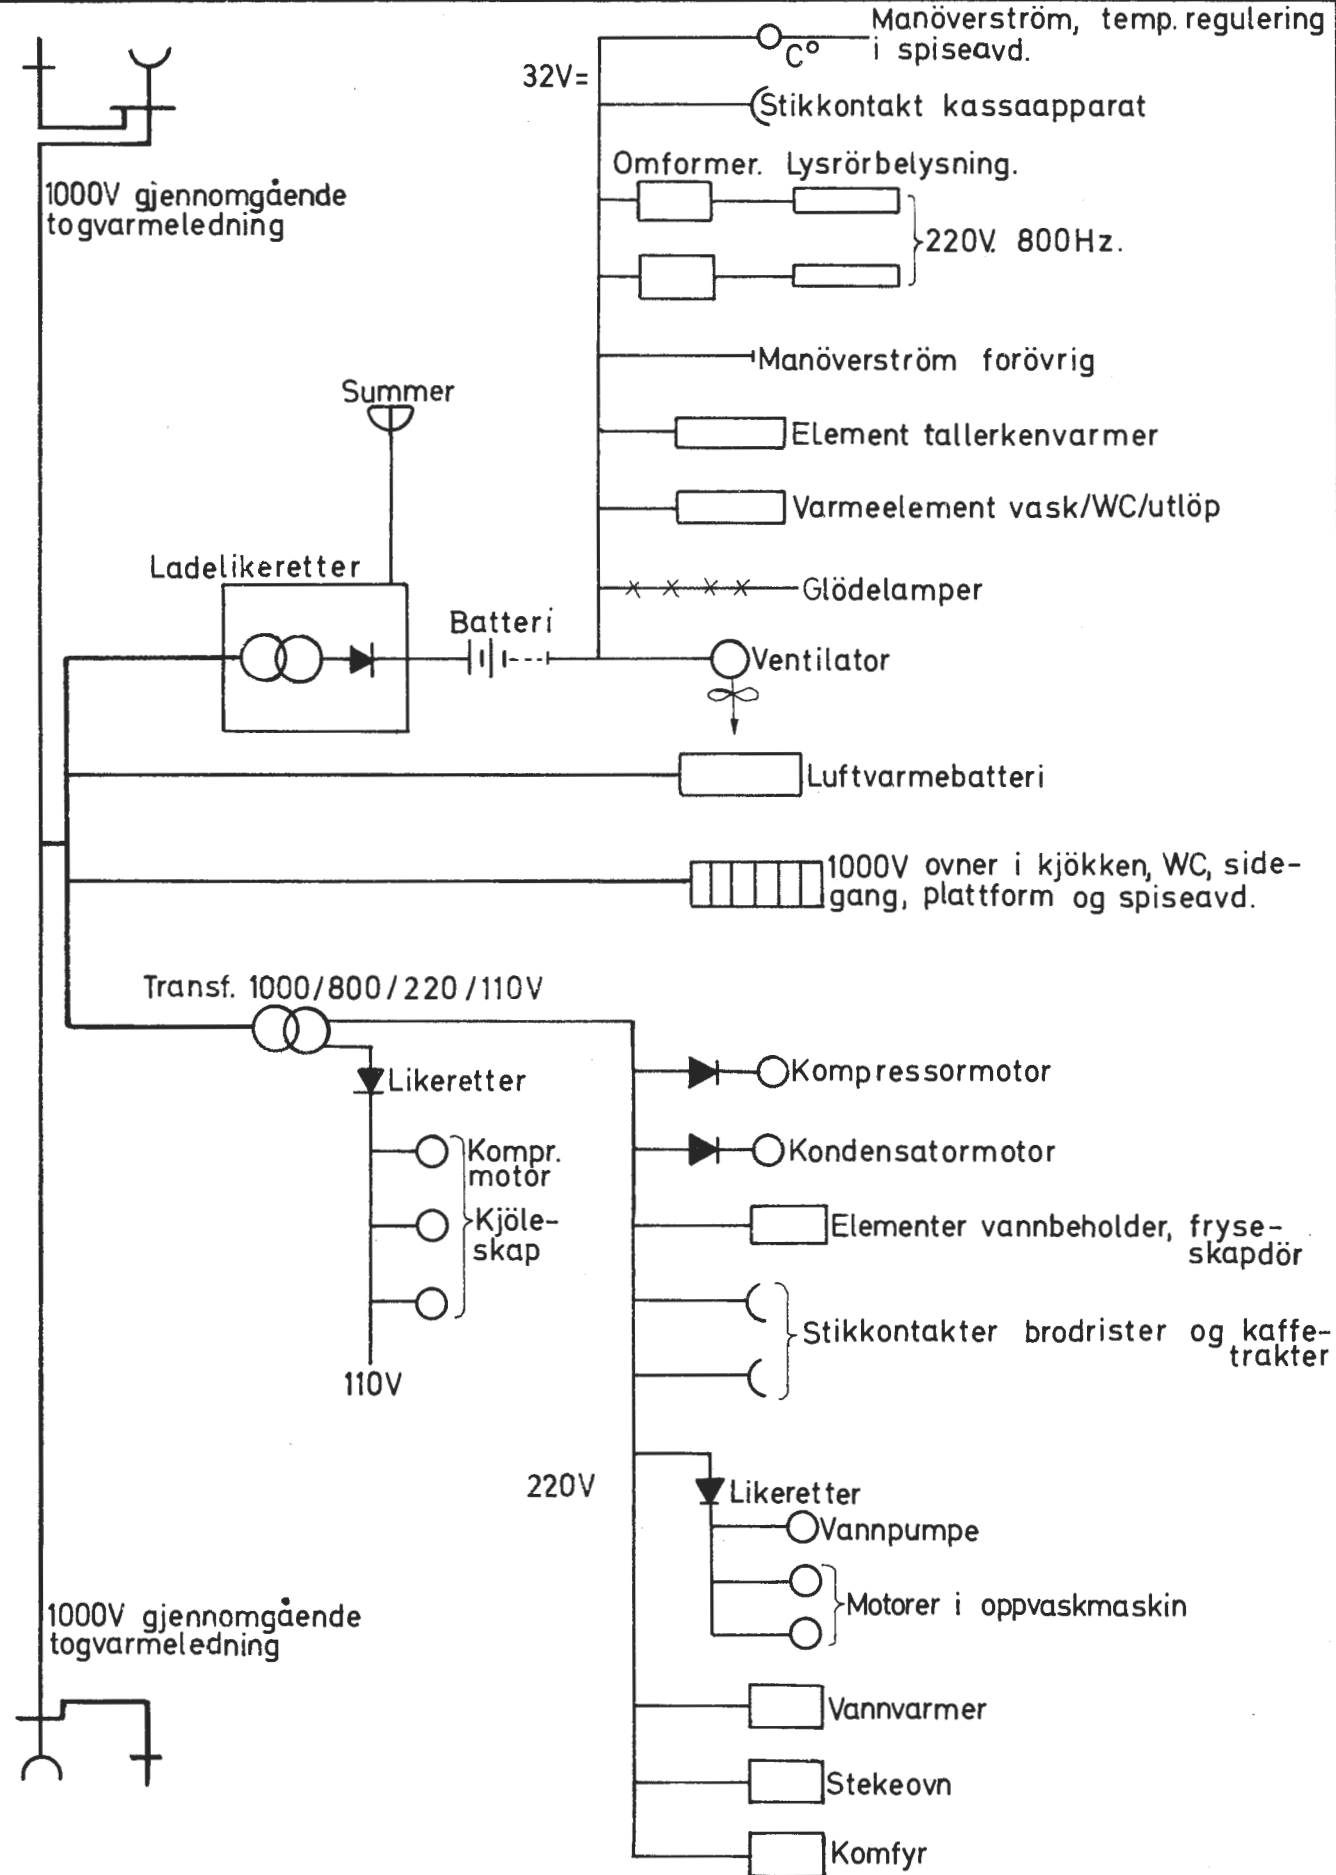 Manöverström, temp. regulering
i spiseavd.
C°
32V=
Stikkontakt kassaapparat
Omformer. Lysrörbelysning.
1000V gjennomgående
togvarmeledning
220V. 800Hz.
Manöverström forövrig
Summer
Element tallerkenvarmer
Varmeelement vask/WC/utlöp
Ladelikeretter
Glödelamper
Batteri
Ventilator
Luftvarmebatteri
1000V ovner i kjökken, WC, side-
gang, plattform og spiseavd.
Transf. 1000/800/220/110V
Likeretter
Kompressormotor
Kompr.
motor
Kondensatormotor
Kjöle-
skap
Elementer vannbeholder, fryse-
skapdör
Stikkontakter brodrister og kaffe-
trakter
110V
220V
Likeretter
Vannpumpe
Motorer i oppvaskmaskin
1000V gjennomgående
togvarmeledning
Vannvarmer
Stekeovn
Komfyr